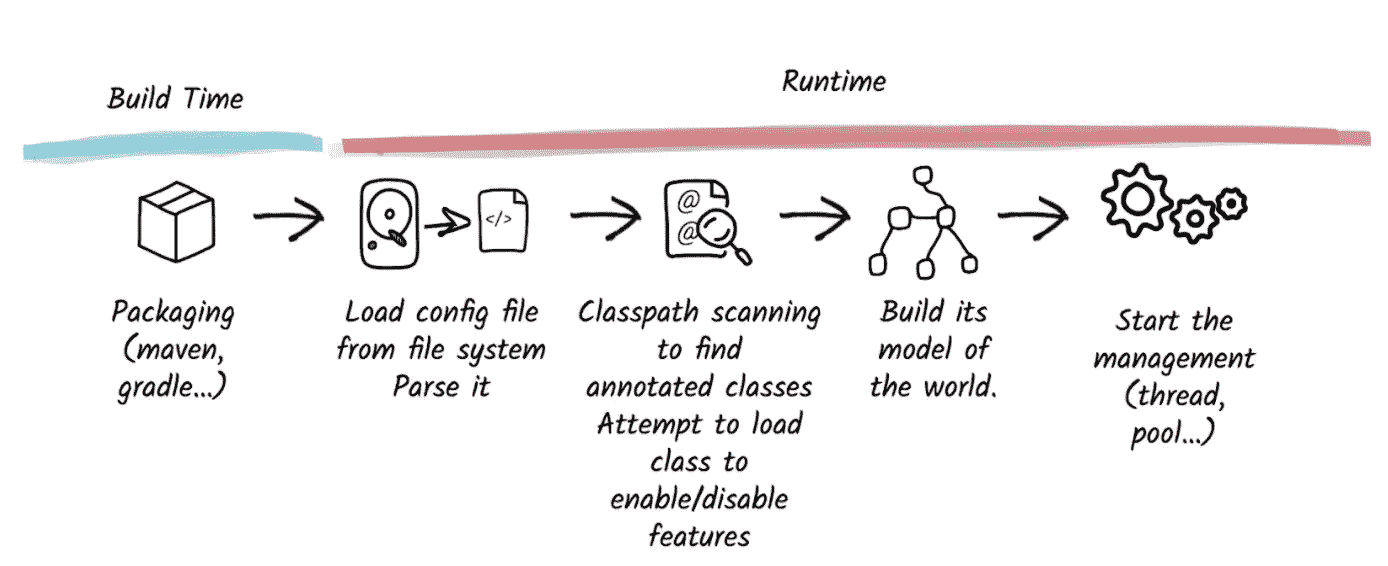 Build Time
Runtime
Packaging
(maven,
gradle...)
Load config file
from file system
Parse it
</>
Classpath scanning
to find
annotated classes
Attempt to load
class to
enable/disable
features
@
@
Build its
model of
the world.
Start the
management
(thread,
pool...)